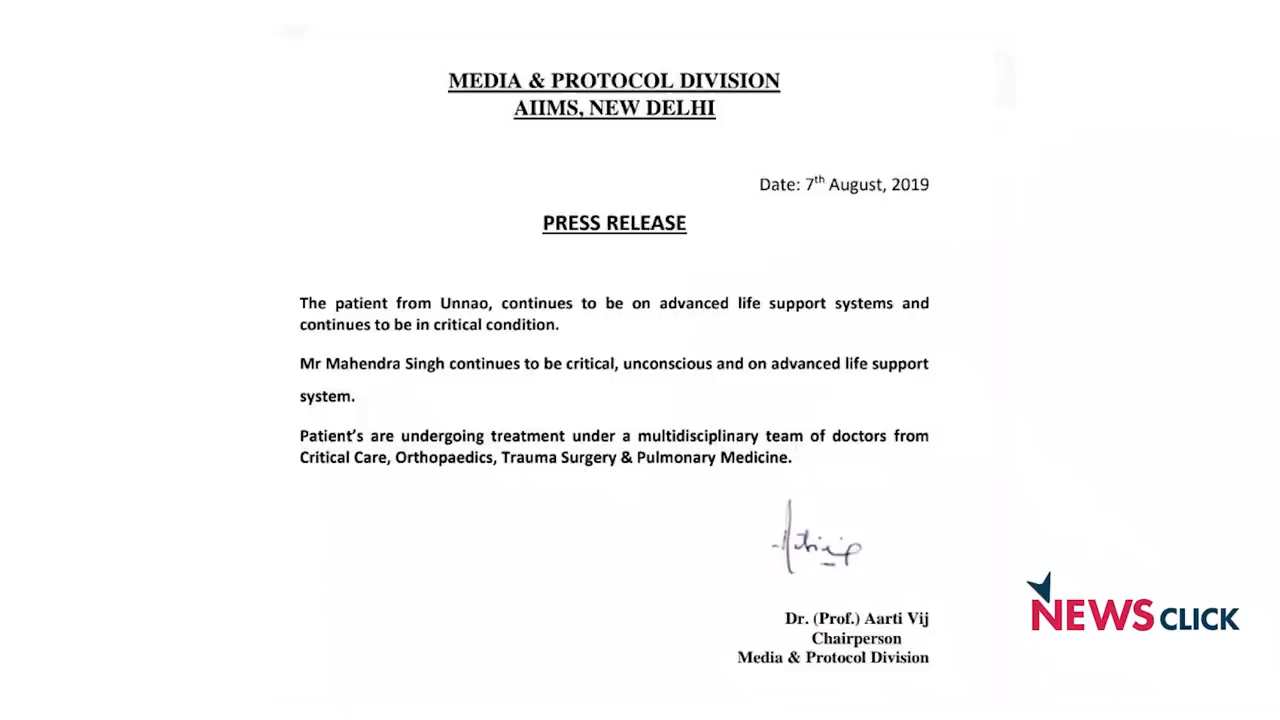 MEDIA & PROTOCOL DIVISION
AIIMS, NEW DELHI
Date: 7th August, 2019
PRESS RELEASE
The patient from Unnao, continues to be on advanced life support systems and
continues to be in critical condition.
Mr Mahendra Singh continues to be critical, unconscious and on advanced life support
system.
Patient's are undergoing treatment under a multidisciplinary team of doctors from
Critical Care, Orthopaedics, Trauma Surgery & Pulmonary Medicine.
Dr. (Prof.) Aarti Vij
Chairperson
Media & Protocol Division
NEWS CLICK